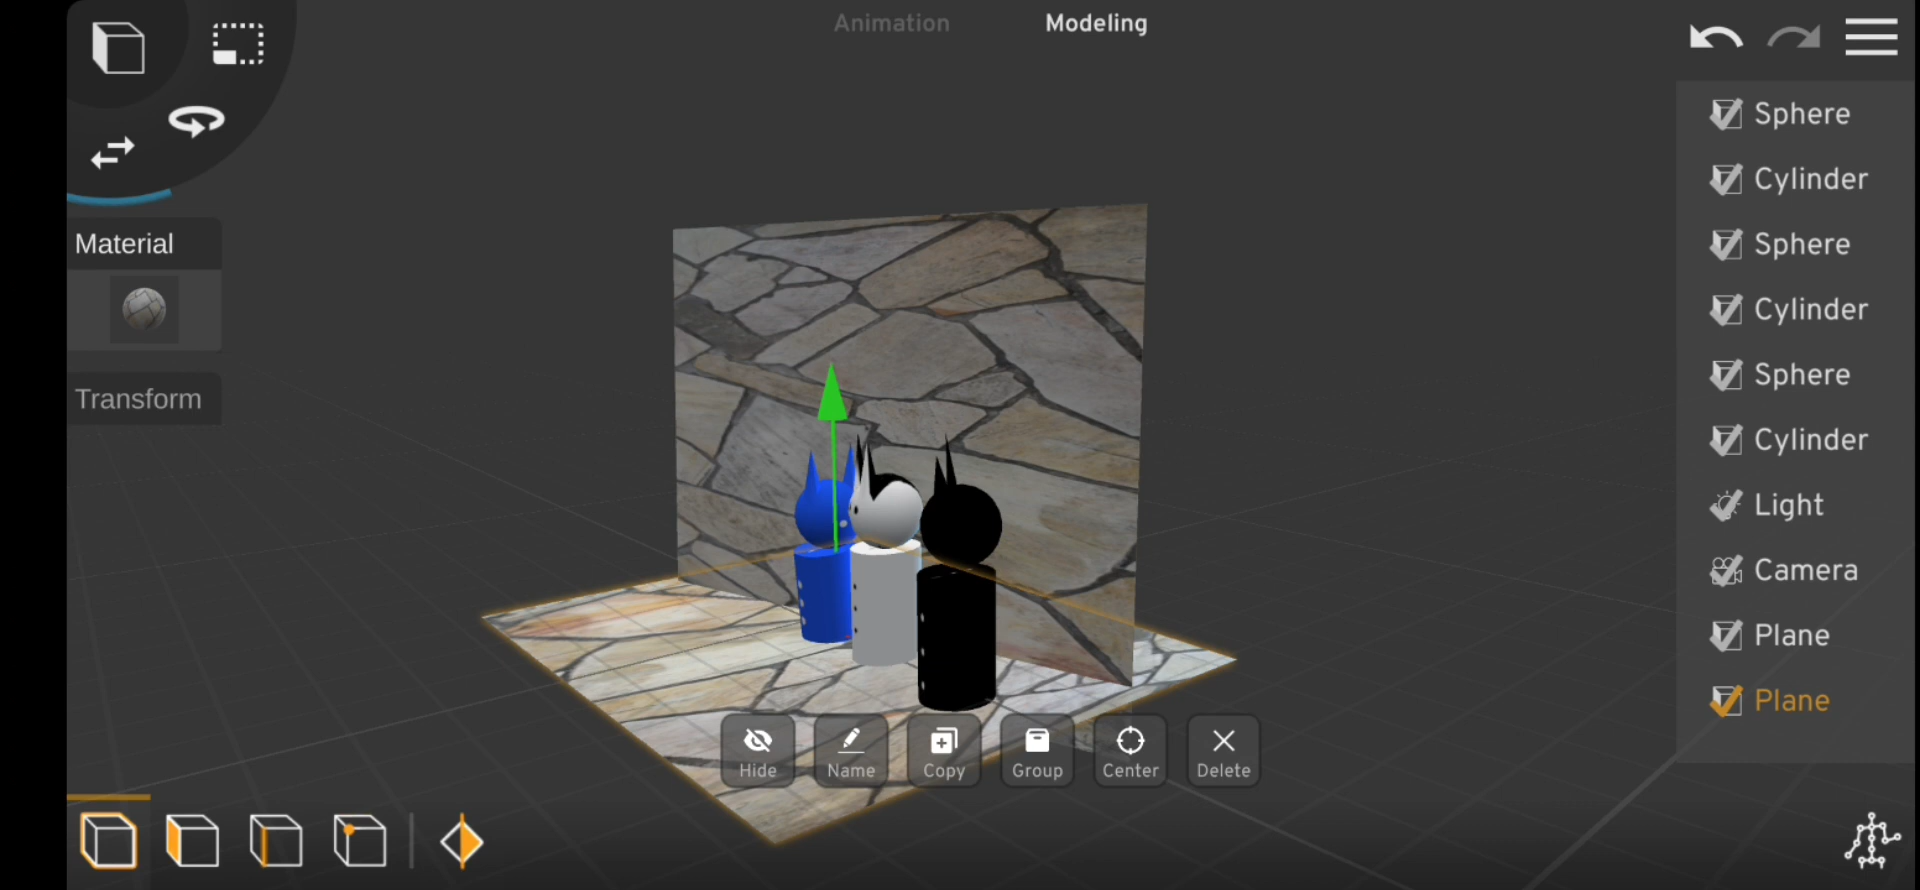 Animation
Modeling
Material
Transform
Sphere
Cylinder
Sphere
Cylinder
Sphere
Cylinder
Light
Camera
Plane
Plane
Hide
Name
Copy
Group
Center
Delete